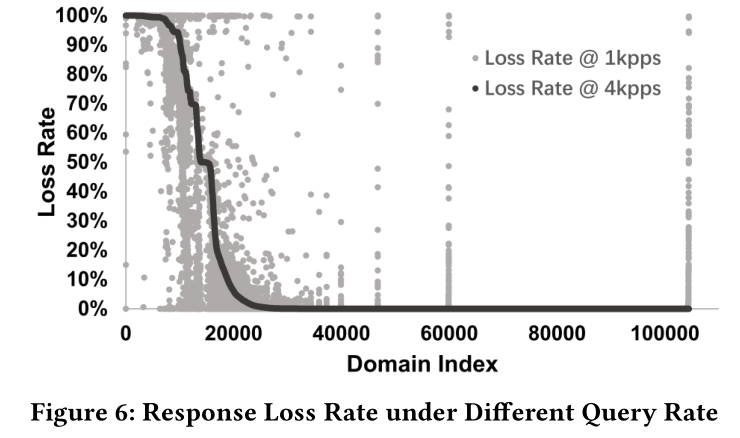 100%
90%
80%
70%
60%
50%
40%
30%
20%
10%
0%
Loss Rate
Loss Rate @ 1kpps
Loss Rate @ 4kpps
0 20000 40000 60000 80000 100000
Domain Index
Figure 6: Response Loss Rate under Different Query Rate